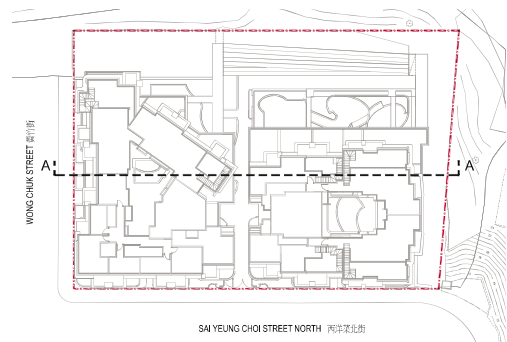 A'
A
WONG CHUK STREET 黃竹街
SAI YEUNG CHOI STREET NORTH 西洋菜北街